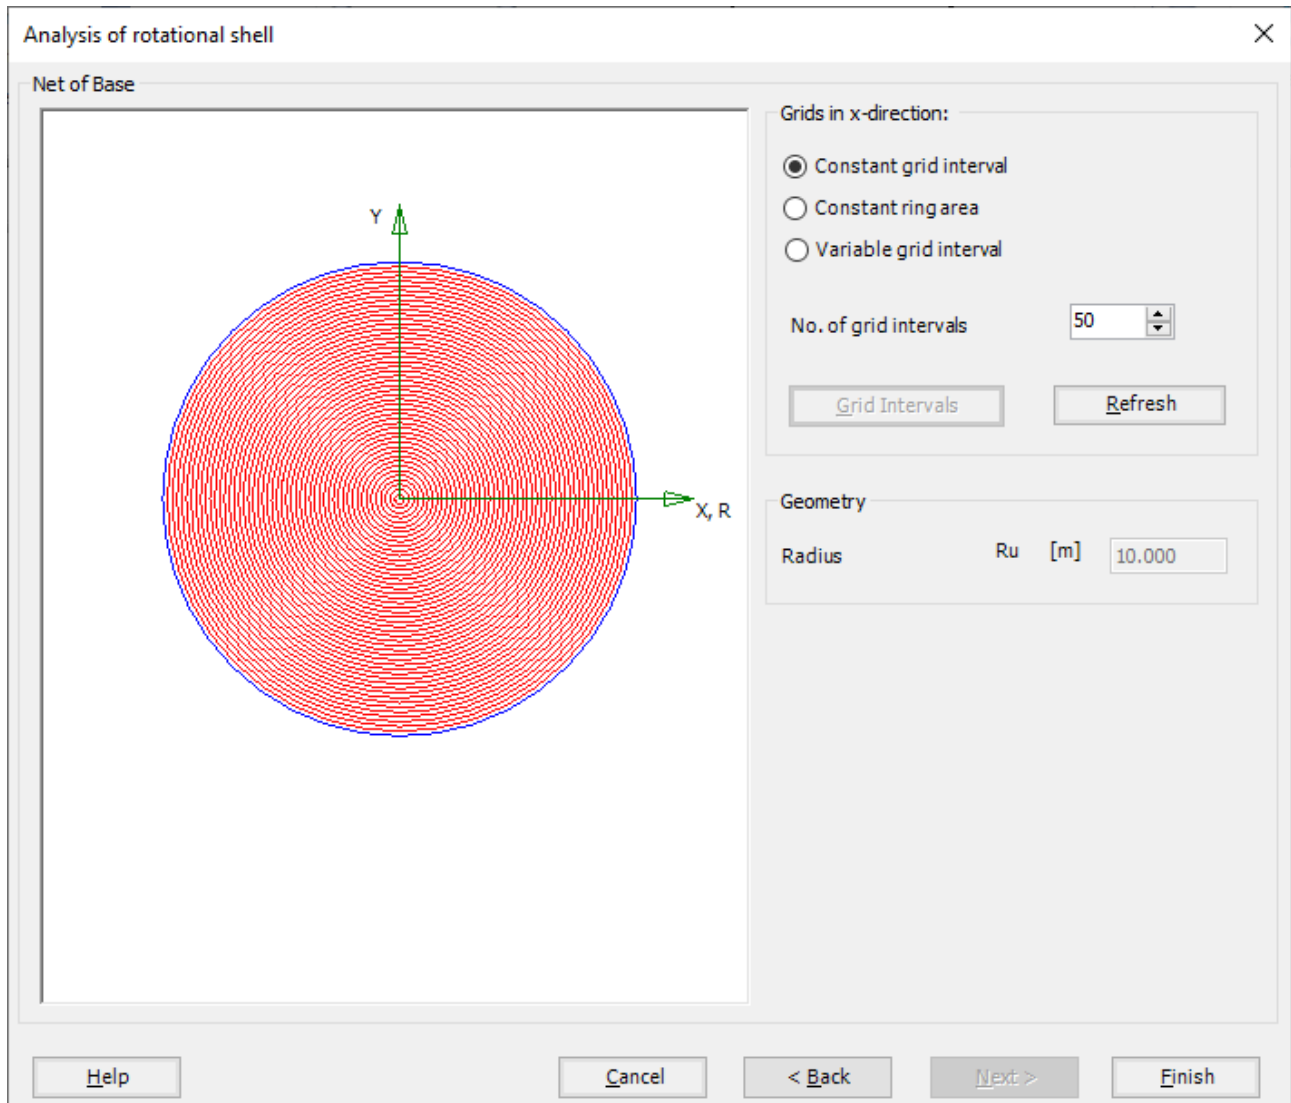 Analysis of rotational shell
Net of Base
Y
X, R
Grids in x-direction:
Constant grid interval
Constant ring area
Variable grid interval
No. of grid intervals 50
Grid Intervals Refresh
Geometry
Radius Ru [m] 10.000
Help Cancel < Back Next > Finish